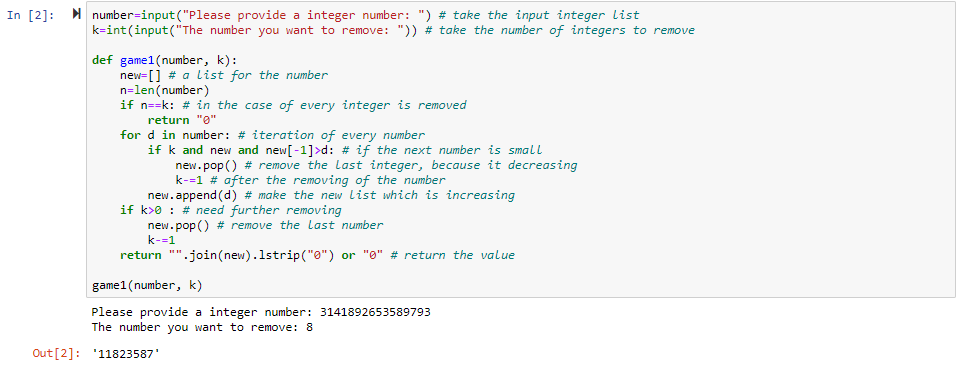 In [2]:
number=input("Please provide a integer number: ") # take the input integer list
k=int(input("The number you want to remove: ")) # take the number of integers to remove

def game1(number, k):
    new=[] # a list for the number
    n=len(number)
    if n==k: # in the case of every integer is removed
        return "0"
    for d in number: # iteration of every number
        if k and new and new[-1]>d: # if the next number is small
            new.pop() # remove the last integer, because it decreasing
            k-=1 # after the removing of the number
        new.append(d) # make the new list which is increasing
    if k>0 : # need further removing
        new.pop() # remove the last number
        k-=1
    return "".join(new).lstrip("0") or "0" # return the value

game1(number, k)
Please provide a integer number: 3141892653589793
The number you want to remove: 8
Out[2]: '11823587'